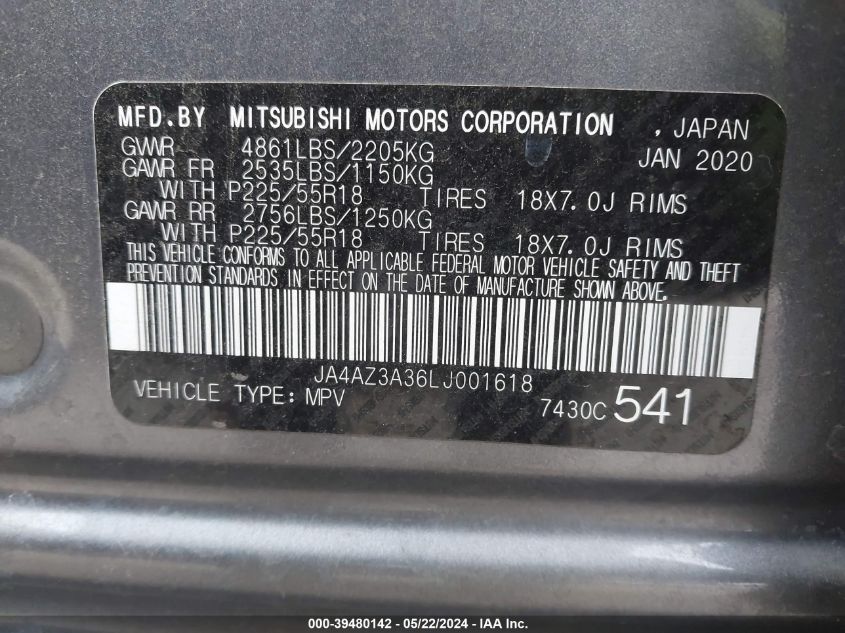 MFD.BY MITSUBISHI MOTORS CORPORATION , JAPAN
GVWR 4861LBS/2205KG JAN 2020
GAWR FR 2535LBS/1150KG
WITH P225/55R18 TIRES 18X7.0J RIMS
GAWR RR 2756LBS/1250KG
WITH P225/55R18 TIRES 18X7.0J RIMS
THIS VEHICLE CONFORMS TO ALL APPLICABLE FEDERAL MOTOR VEHICLE SAFETY AND THEFT
PREVENTION STANDARDS IN EFFECT ON THE DATE OF MANUFACTURE SHOWN ABOVE.
JA4AZ3A36LJ001618
VEHICLE TYPE: MPV 7430C 541
000-39480142 - 05/22/2024 - IAA Inc.